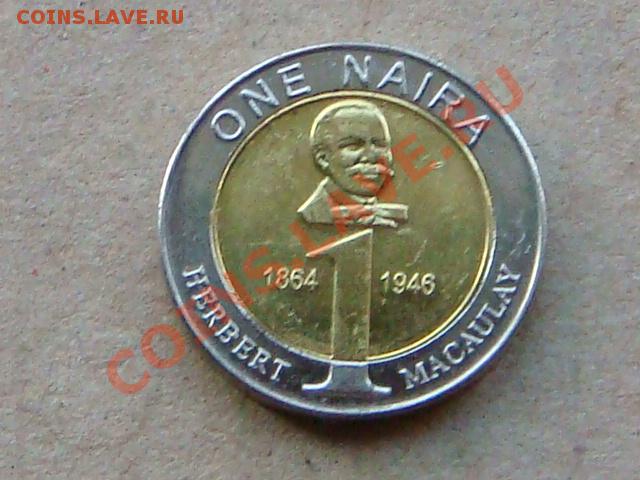 COINS.LAVE.RU
ONE NAIRA
1864 1 1946
HERBERT MACAULAY
COINS.LAVE.RU